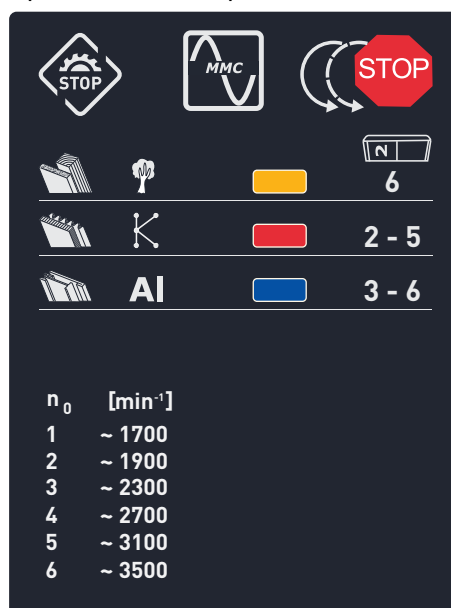 STOP
MMC
STOP
2
6
2 - 5
Al
3 - 6
n0 [min-1]
1 ~ 1700
2 ~ 1900
3 ~ 2300
4 ~ 2700
5 ~ 3100
6 ~ 3500